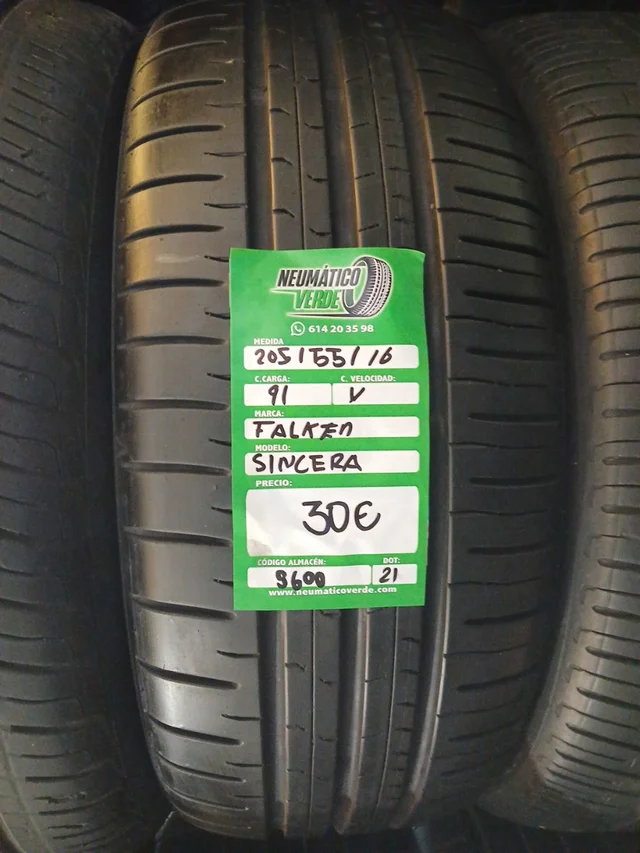 NEUMÁTICO
VERDE
614 20 35 98
MEDIDA
205/55/16
C.CARGA: C. VELOCIDAD:
91 V
MARCA:
FALKEN
MODELO:
SINCERA
PRECIO:
30€
CÓDIGO ALMACÉN: DOT:
9600 21
www.neumaticoverde.com